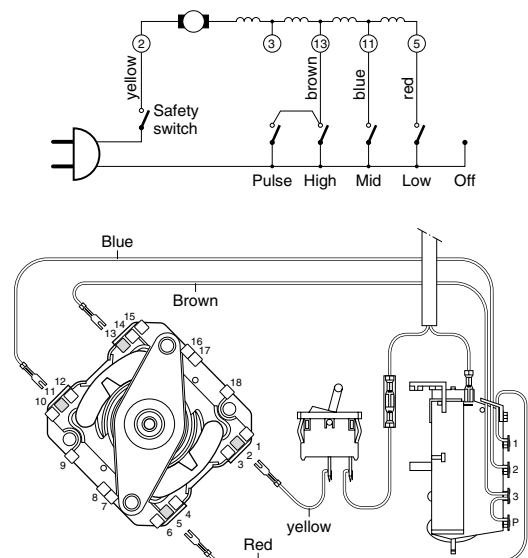 2 3 13 11 5
yellow brown blue red
Safety
switch
Pulse High Mid Low Off
Blue
Brown
15
14
13
16
17
12
11
10
18
9
1
2
3
8
7
4
5
6
1
2
3
P
yellow
Red